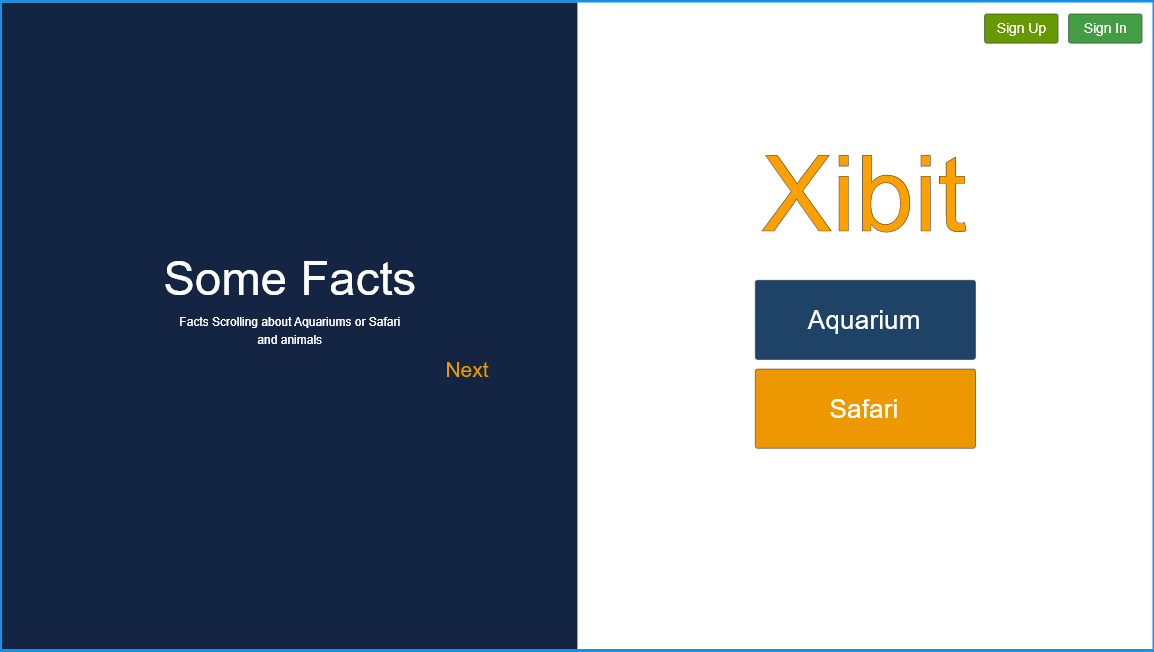 Sign Up
Sign In
Xibit
Some Facts
Facts Scrolling about Aquariums or Safari
and animals
Next
Aquarium
Safari